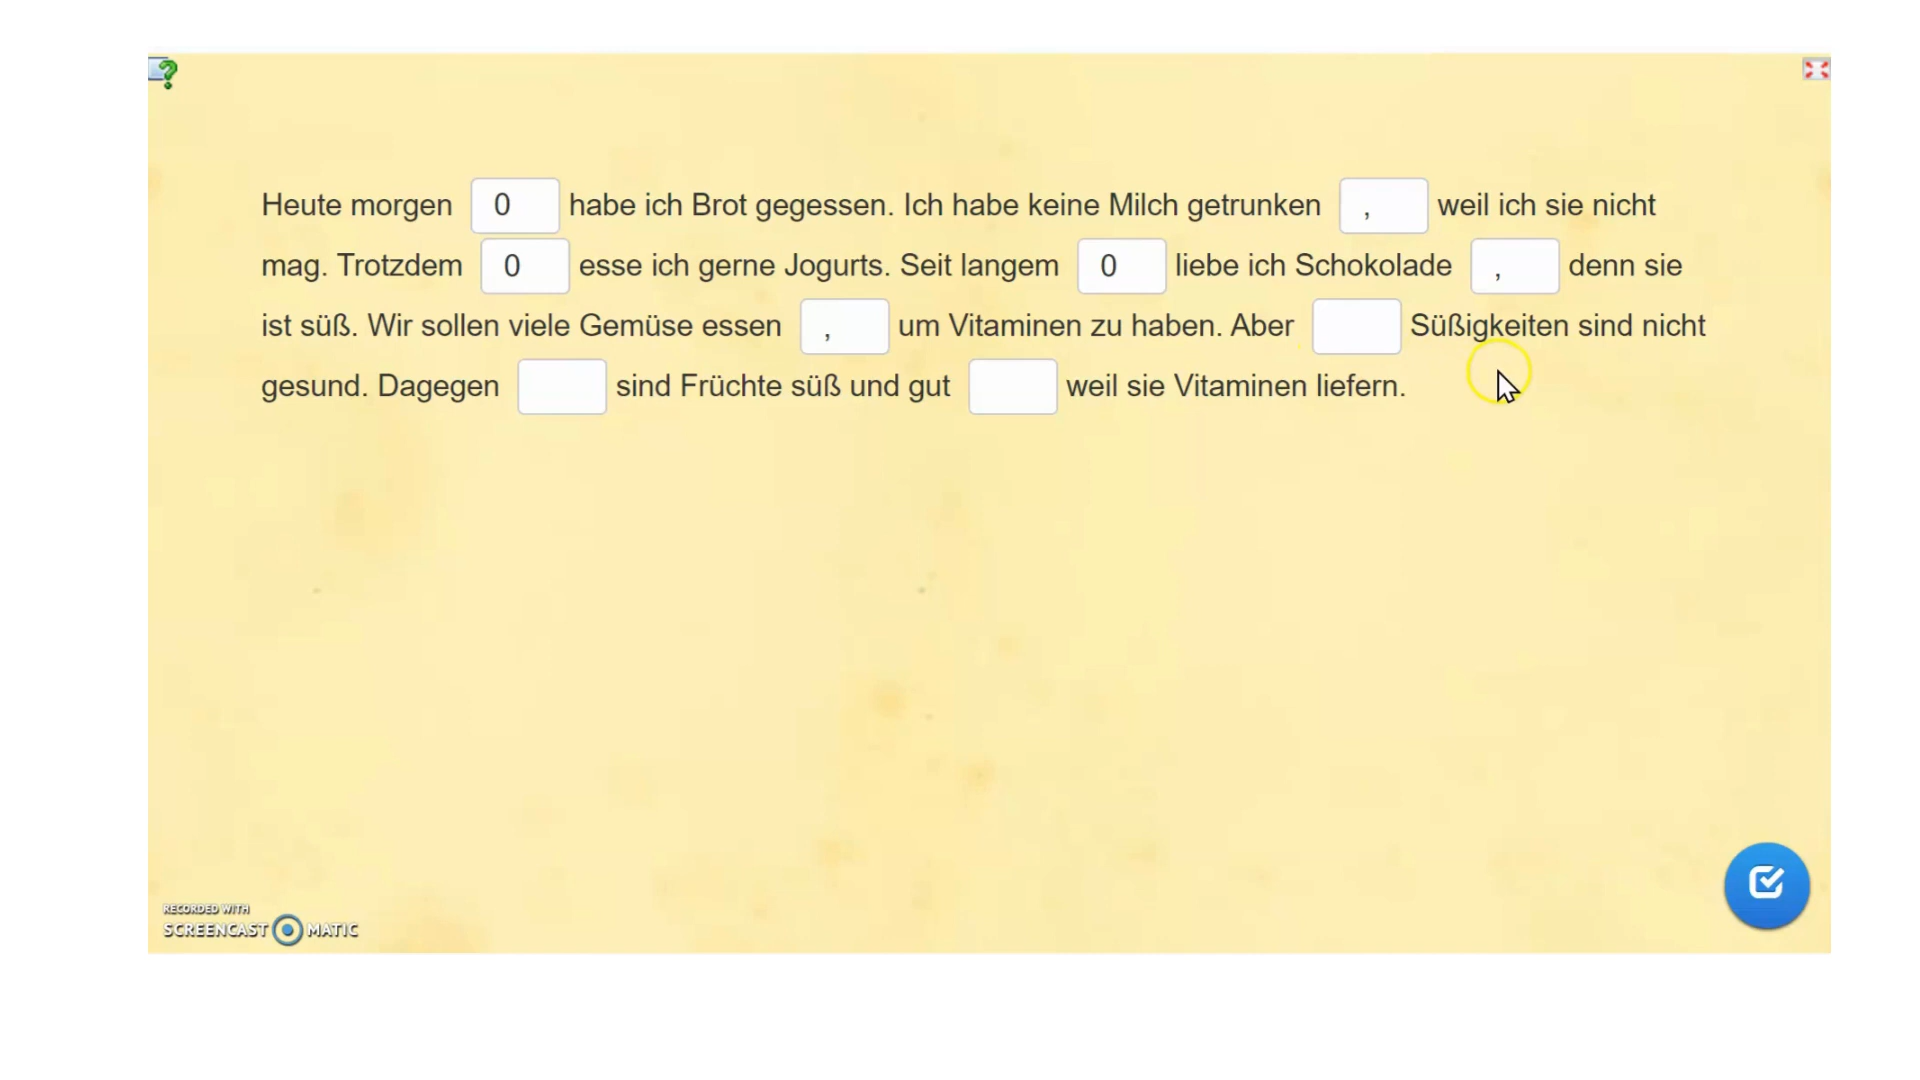 Heute morgen 0 habe ich Brot gegessen. Ich habe keine Milch getrunken , weil ich sie nicht
mag. Trotzdem 0 esse ich gerne Jogurts. Seit langem 0 liebe ich Schokolade , denn sie
ist süß. Wir sollen viele Gemüse essen , um Vitaminen zu haben. Aber Süßigkeiten sind nicht
gesund. Dagegen sind Früchte süß und gut weil sie Vitaminen liefern.
RECORDED WITH
SCREENCAST MATIC